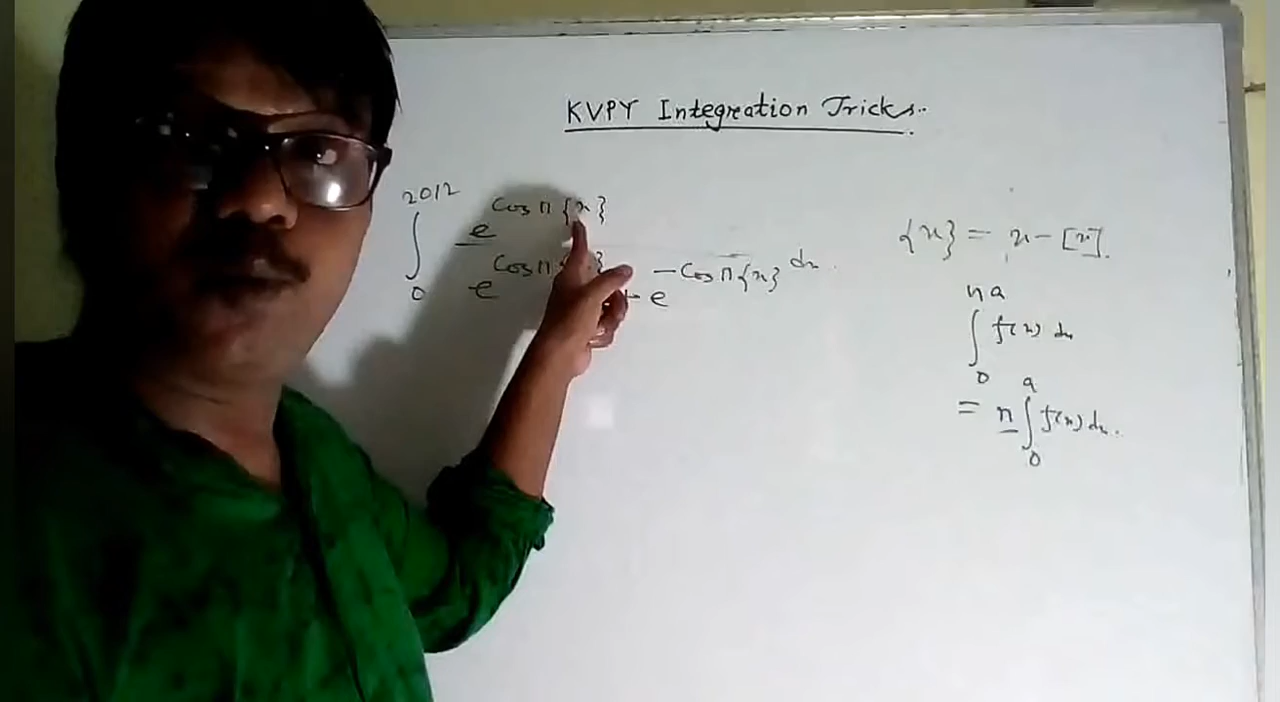 KVPY Integration Tricks..
2012
∫
0
e^cos π{x}
e^cos π{x} + e^-cos π{x} dx.
{x} = x - [x].
na
∫ f(x) dx
0
a
= n ∫ f(x) dx.
0